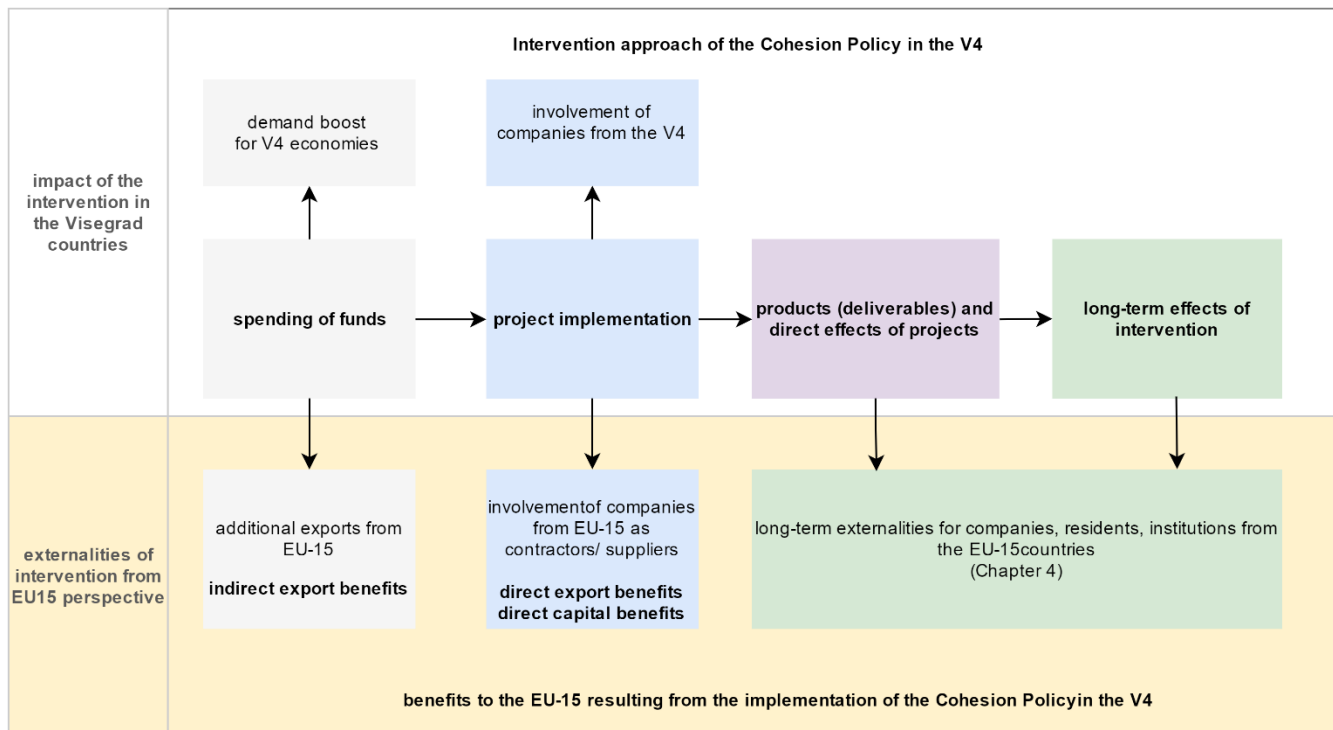 Intervention approach of the Cohesion Policy in the V4
impact of the
intervention in
the Visegrad
countries
demand boost
for V4 economies
involvement of
companies from the V4
spending of funds
project implementation
products (deliverables) and
direct effects of projects
long-term effects of
intervention
externalities of
intervention from
EU15 perspective
additional exports from
EU-15
indirect export benefits
involvementof companies
from EU-15 as
contractors/ suppliers
direct export benefits
direct capital benefits
long-term externalities for companies, residents, institutions from
the EU-15countries
(Chapter 4)
benefits to the EU-15 resulting from the implementation of the Cohesion Policyin the V4